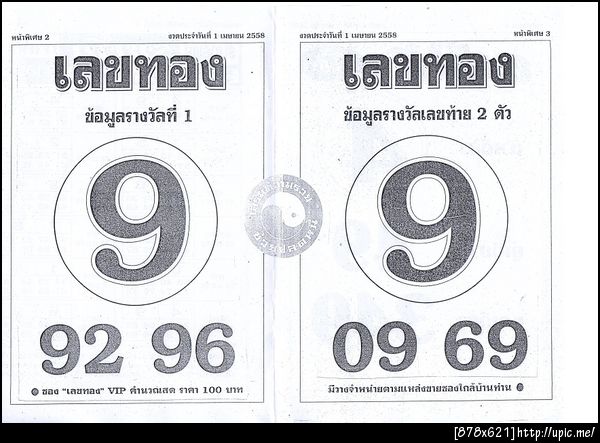 หน้าพิเศษ 2
งวดประจำวันที่ 1 เมษายน 2558
เลขทอง
ข้อมูลรางวัลที่ 1
9
92 96
ซอง "เลขทอง" VIP คำนวณสด ราคา 100 บาท
งวดประจำวันที่ 1 เมษายน 2558
หน้าพิเศษ 3
เลขทอง
ข้อมูลรางวัลเลขท้าย 2 ตัว
9
09 69
มีวางจำหน่ายตามแหล่งขายซองใกล้บ้านท่าน
[878x621]http://upic.me/